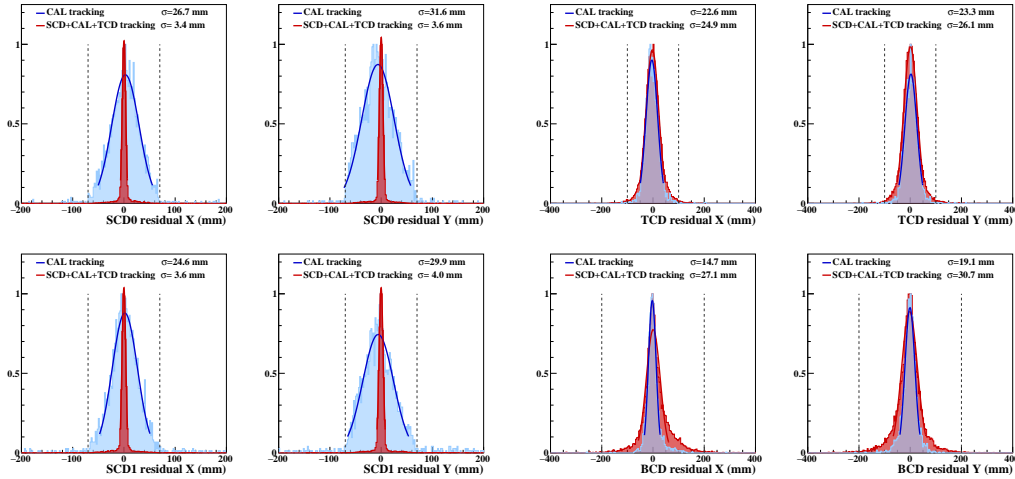 CAL tracking σ=26.7 mm
SCD+CAL+TCD tracking σ= 3.4 mm
1
0.5
0
−200 −100 0 100 200
SCD0 residual X (mm)
CAL tracking σ=31.6 mm
SCD+CAL+TCD tracking σ= 3.6 mm
1
0.5
0
−200 −100 0 100 200
SCD0 residual Y (mm)
CAL tracking σ=22.6 mm
SCD+CAL+TCD tracking σ=24.9 mm
1
0.5
0
−400 −200 0 200 400
TCD residual X (mm)
CAL tracking σ=23.3 mm
SCD+CAL+TCD tracking σ=26.1 mm
1
0.5
0
−400 −200 0 200 400
TCD residual Y (mm)
CAL tracking σ=24.6 mm
SCD+CAL+TCD tracking σ= 3.6 mm
1
0.5
0
−200 −100 0 100 200
SCD1 residual X (mm)
CAL tracking σ=29.9 mm
SCD+CAL+TCD tracking σ= 4.0 mm
1
0.5
0
−200 −100 0 100 200
SCD1 residual Y (mm)
CAL tracking σ=14.7 mm
SCD+CAL+TCD tracking σ=27.1 mm
1
0.5
0
−400 −200 0 200 400
BCD residual X (mm)
CAL tracking σ=19.1 mm
SCD+CAL+TCD tracking σ=30.7 mm
1
0.5
0
−400 −200 0 200 400
BCD residual Y (mm)